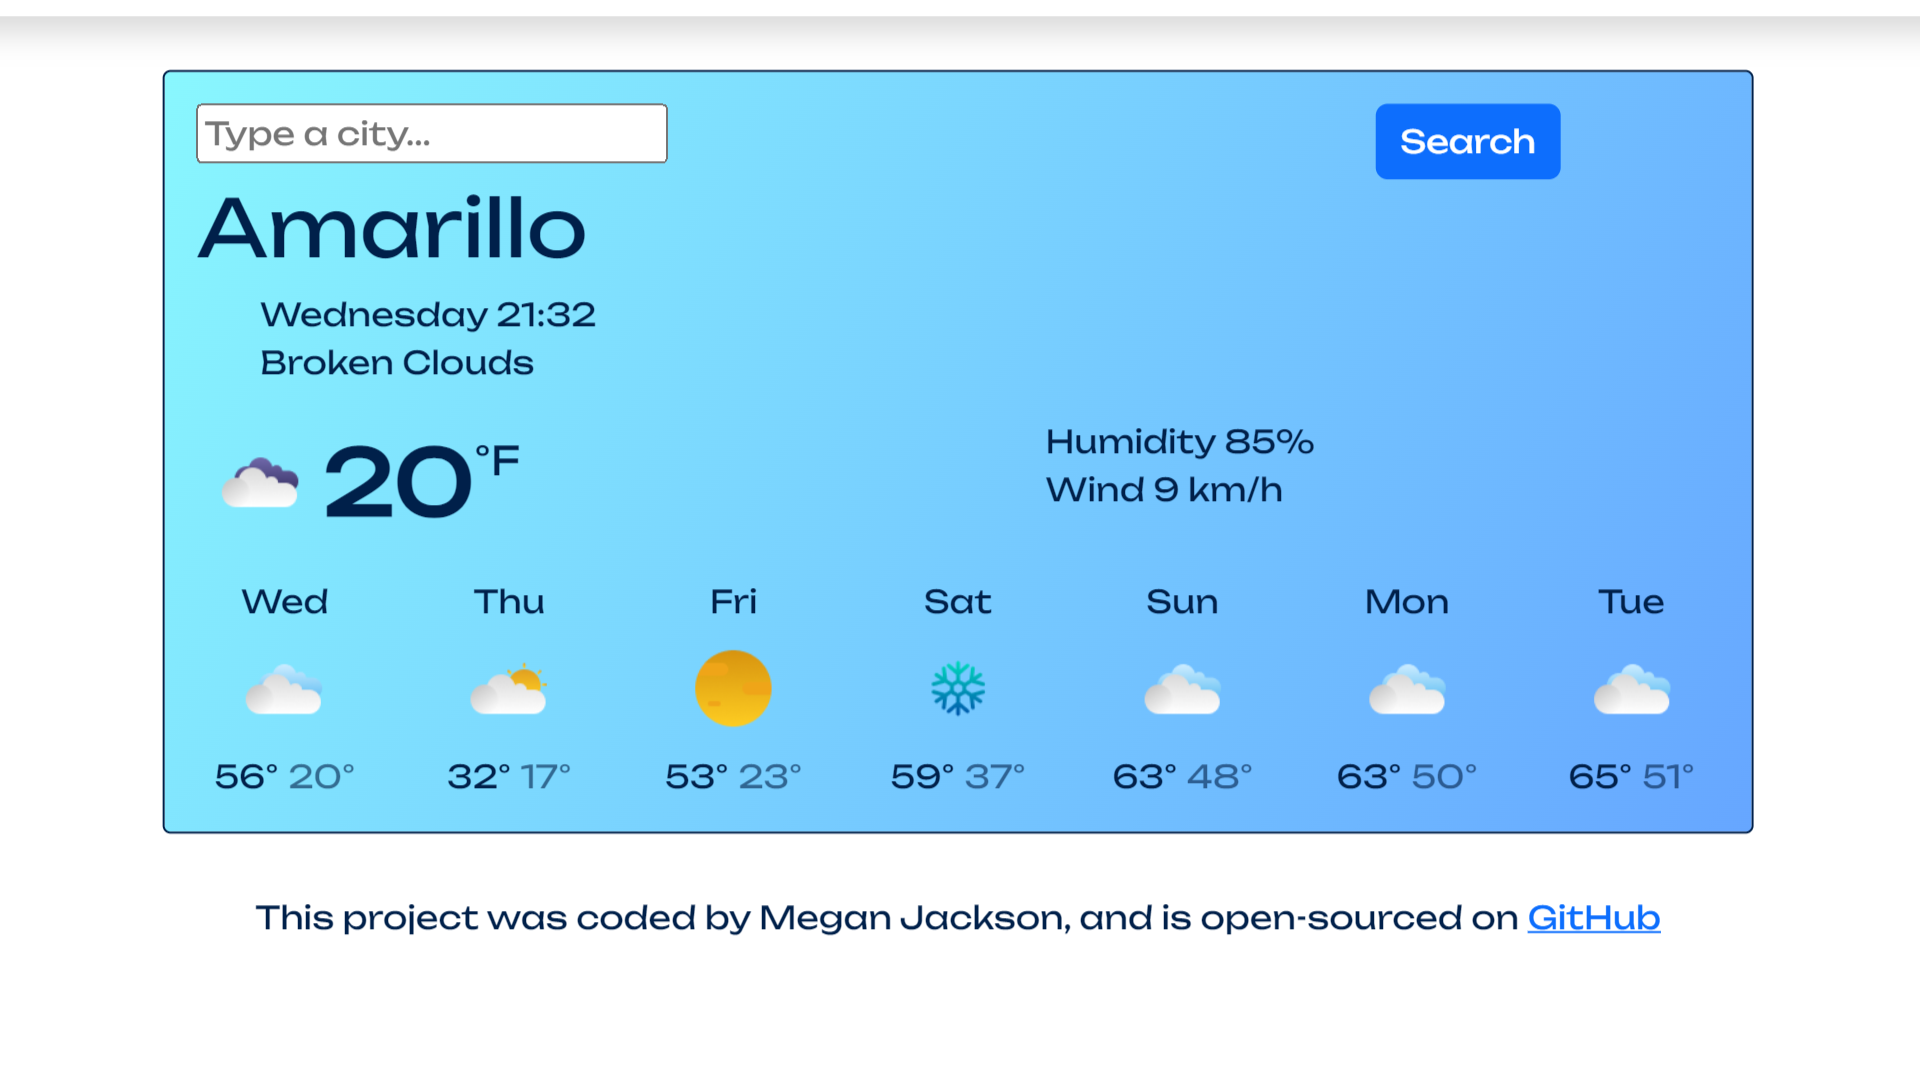 Type a city...
Search
Amarillo
Wednesday 21:32
Broken Clouds
20°F
Humidity 85%
Wind 9 km/h
Wed Thu Fri Sat Sun Mon Tue
56° 20° 32° 17° 53° 23° 59° 37° 63° 48° 63° 50° 65° 51°
This project was coded by Megan Jackson, and is open-sourced on GitHub